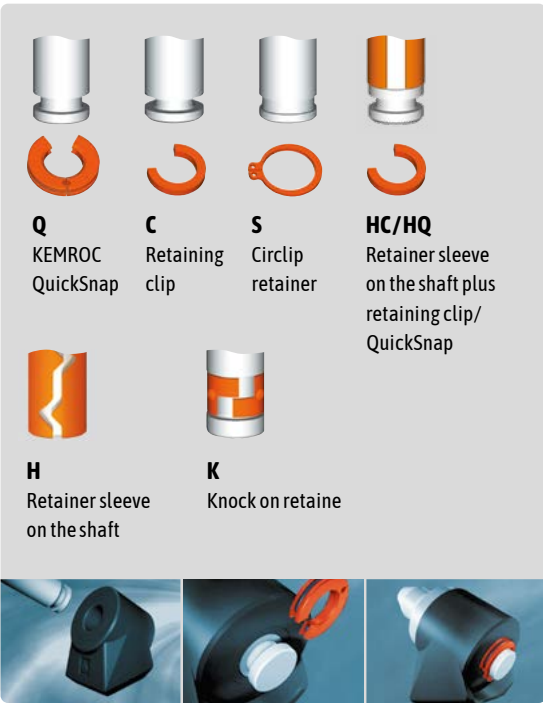 Q
KEMROC
QuickSnap
C
Retaining
clip
S
Circlip
retainer
HC/HQ
Retainer sleeve
on the shaft plus
retaining clip/
QuickSnap
H
Retainer sleeve
on the shaft
K
Knock on retaine